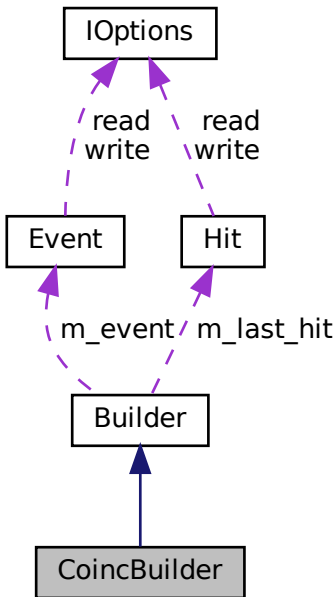 IOptions
read
write
read
write
Event
Hit
m_event
m_last_hit
Builder
CoincBuilder